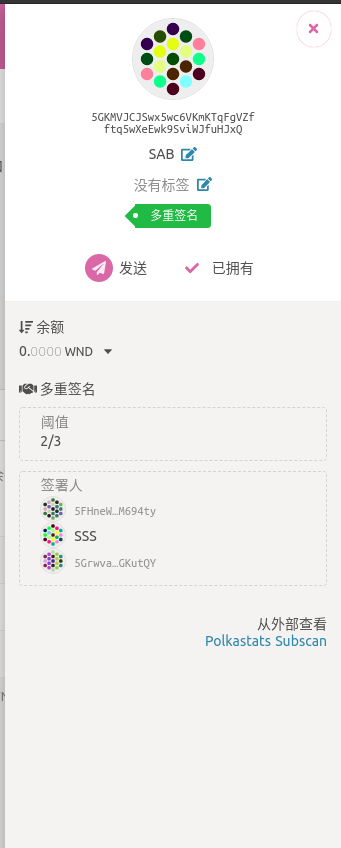 5GKMVJCJSwx5wc6VKmKTqFgVZf
ftq5wXeEwk9SviWJfuHJxQ
SAB
没有标签
多重签名
发送 已拥有
余额
0.0000 WND
多重签名
阈值
2/3
签署人
5FHneW…M694ty
SSS
5Grwva…GKutQY
从外部查看
Polkastats Subscan